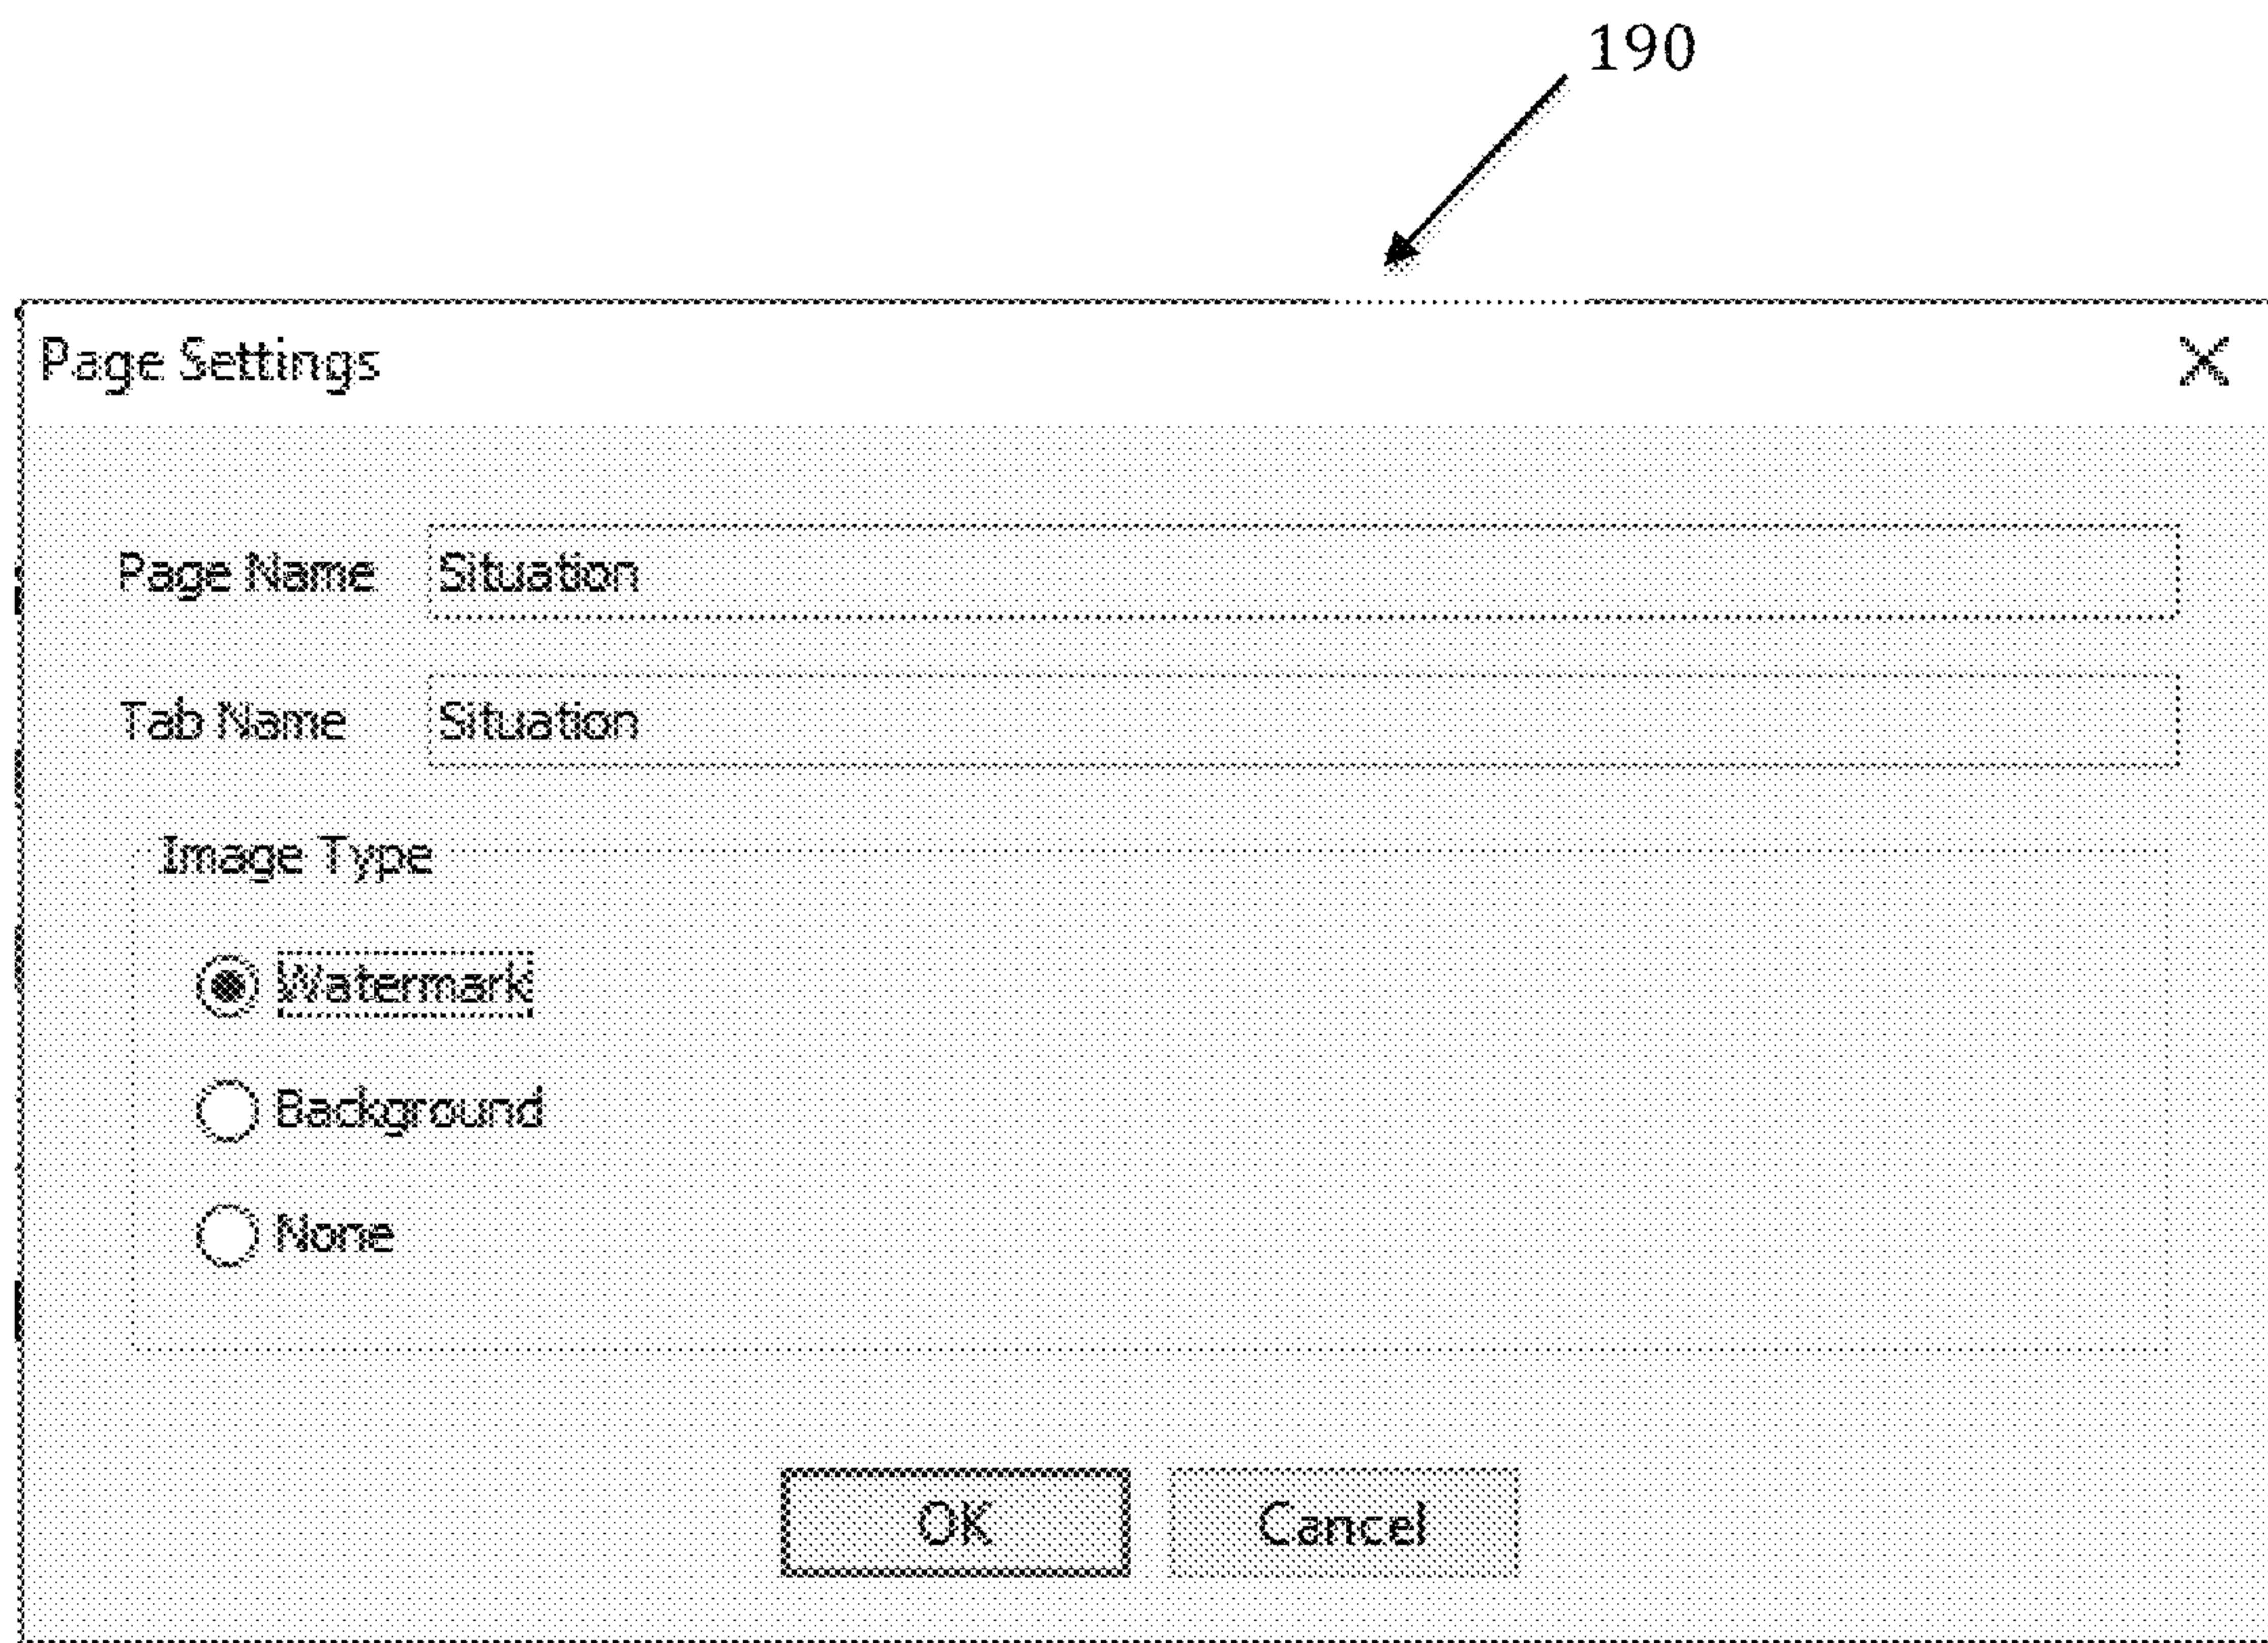 190
Page Settings
Page Name Situation
Tab Name Situation
Image Type
Watermark
Background
None
OK Cancel